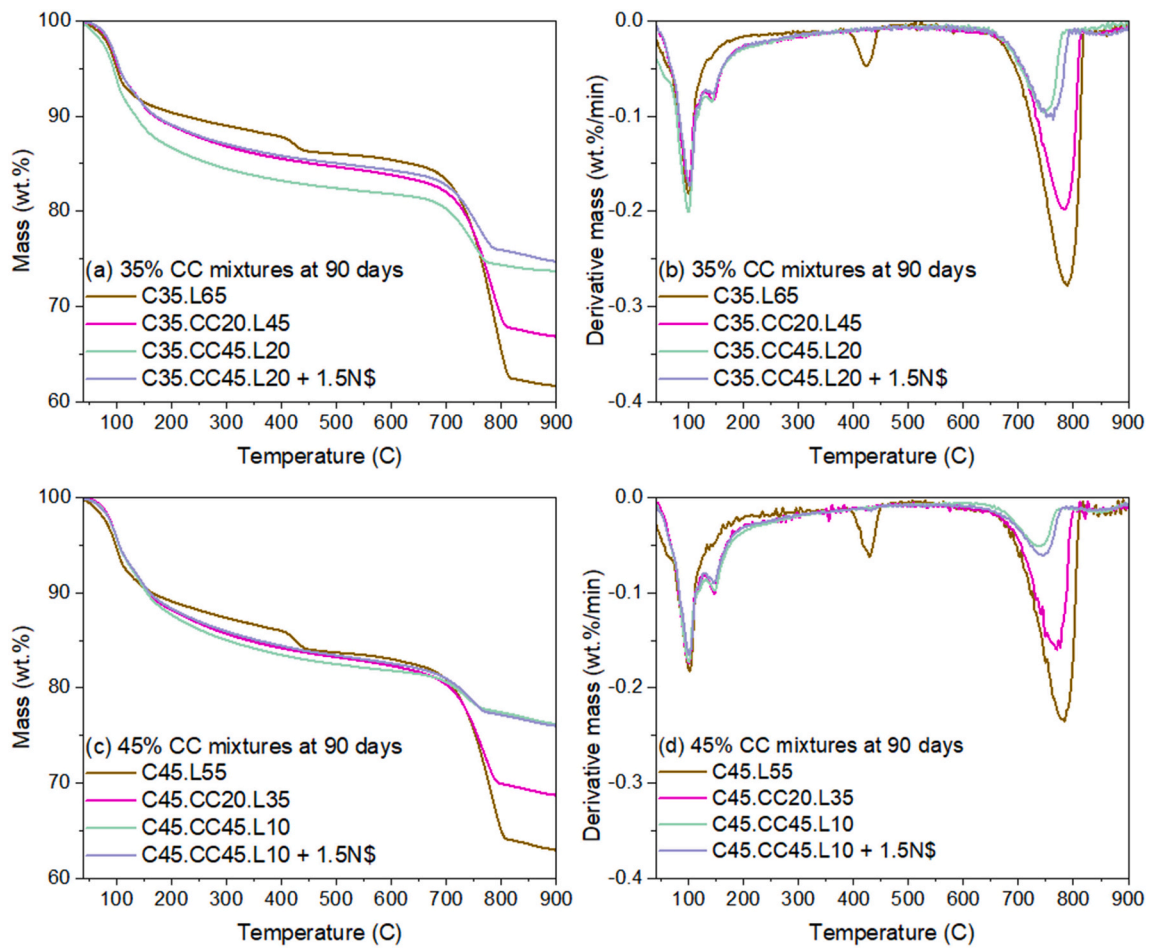 100
90
80
70
60
Mass (wt.%)
(a) 35% CC mixtures at 90 days
C35.L65
C35.CC20.L45
C35.CC45.L20
C35.CC45.L20 + 1.5N$
100 200 300 400 500 600 700 800 900
Temperature (C)
0.0
-0.1
-0.2
-0.3
-0.4
Derivative mass (wt.%/min)
(b) 35% CC mixtures at 90 days
C35.L65
C35.CC20.L45
C35.CC45.L20
C35.CC45.L20 + 1.5N$
100 200 300 400 500 600 700 800 900
Temperature (C)
100
90
80
70
60
Mass (wt.%)
(c) 45% CC mixtures at 90 days
C45.L55
C45.CC20.L35
C45.CC45.L10
C45.CC45.L10 + 1.5N$
100 200 300 400 500 600 700 800 900
Temperature (C)
0.0
-0.1
-0.2
-0.3
-0.4
Derivative mass (wt.%/min)
(d) 45% CC mixtures at 90 days
C45.L55
C45.CC20.L35
C45.CC45.L10
C45.CC45.L10 + 1.5N$
100 200 300 400 500 600 700 800 900
Temperature (C)